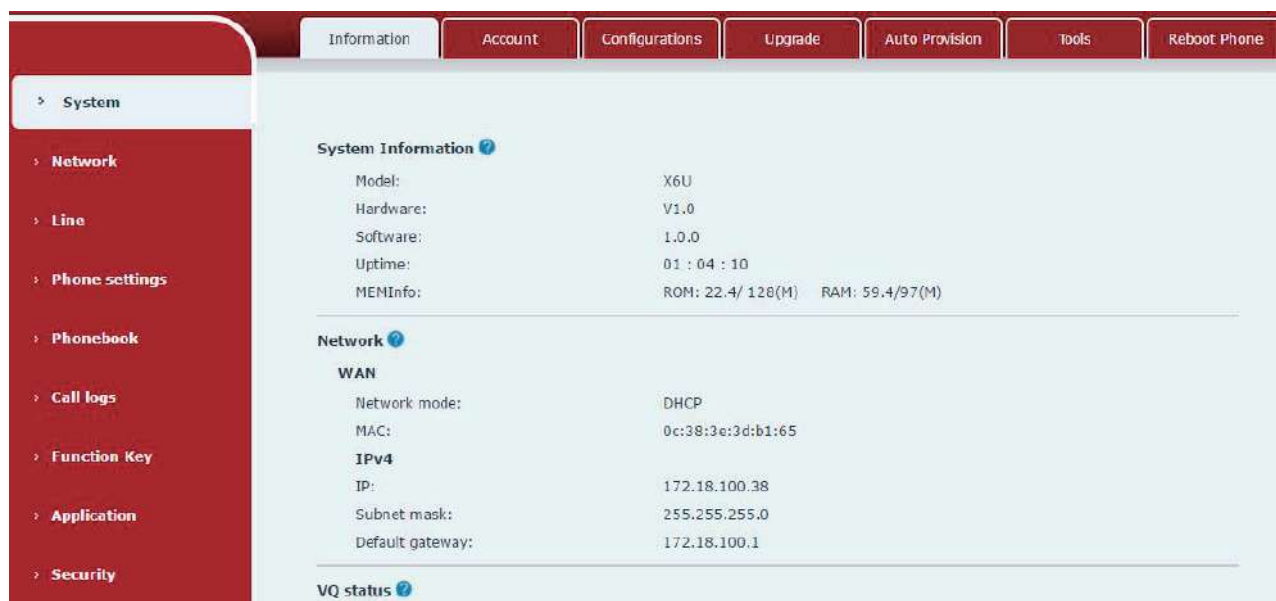 Information Account Configurations Upgrade Auto Provision Tools Reboot Phone
› System
› Network
› Line
› Phone settings
› Phonebook
› Call logs
› Function Key
› Application
› Security
System Information ?
Model: X6U
Hardware: V1.0
Software: 1.0.0
Uptime: 01 : 04 : 10
MEMInfo: ROM: 22.4/ 128(M) RAM: 59.4/97(M)
Network ?
WAN
Network mode: DHCP
MAC: 0c:38:3e:3d:b1:65
IPv4
IP: 172.18.100.38
Subnet mask: 255.255.255.0
Default gateway: 172.18.100.1
VQ status ?